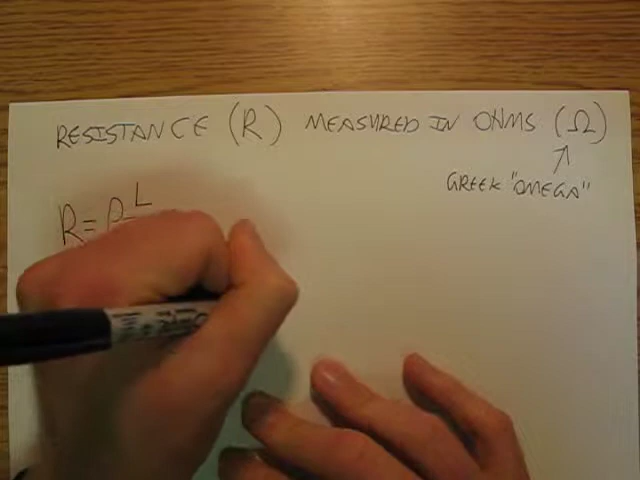 RESISTANCE (R) MEASURED IN OHMS (Ω)
GREEK "OMEGA"
R = ρ L